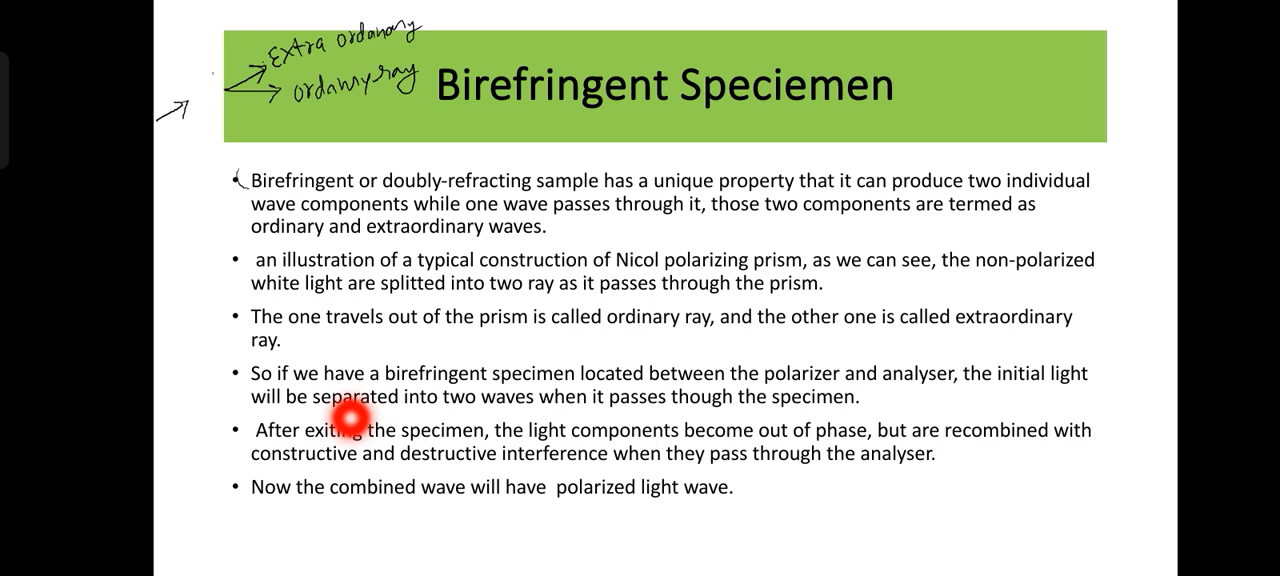 Extra ordanary
ordanry ray
Birefringent Speciemen
• Birefringent or doubly-refracting sample has a unique property that it can produce two individual
wave components while one wave passes through it, those two components are termed as
ordinary and extraordinary waves.
• an illustration of a typical construction of Nicol polarizing prism, as we can see, the non-polarized
white light are splitted into two ray as it passes through the prism.
• The one travels out of the prism is called ordinary ray, and the other one is called extraordinary
ray.
• So if we have a birefringent specimen located between the polarizer and analyser, the initial light
will be separated into two waves when it passes though the specimen.
• After exiting the specimen, the light components become out of phase, but are recombined with
constructive and destructive interference when they pass through the analyser.
• Now the combined wave will have polarized light wave.